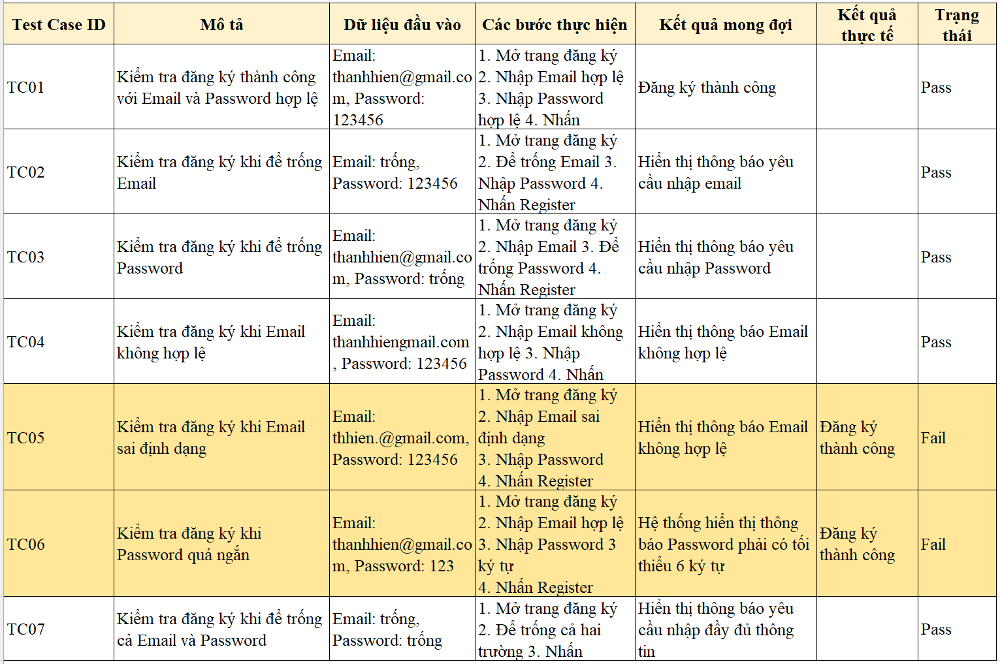 Test Case ID
Mô tả
Dữ liệu đầu vào
Các bước thực hiện
Kết quả mong đợi
Kết quả
thực tế
Trạng
thái
TC01
Kiểm tra đăng ký thành công
với Email và Password hợp lệ
Email:
thanhhien@gmail.co
m, Password:
123456
1. Mở trang đăng ký
2. Nhập Email hợp lệ
3. Nhập Password
hợp lệ 4. Nhấn
Đăng ký thành công
Pass
TC02
Kiểm tra đăng ký khi để trống
Email
Email: trống,
Password: 123456
1. Mở trang đăng ký
2. Để trống Email 3.
Nhập Password 4.
Nhấn Register
Hiển thị thông báo yêu
cầu nhập email
Pass
TC03
Kiểm tra đăng ký khi để trống
Password
Email:
thanhhien@gmail.co
m, Password: trống
1. Mở trang đăng ký
2. Nhập Email 3. Để
trống Password 4.
Nhấn Register
Hiển thị thông báo yêu
cầu nhập Password
Pass
TC04
Kiểm tra đăng ký khi Email
không hợp lệ
Email:
thanhhiengmail.com
, Password: 123456
1. Mở trang đăng ký
2. Nhập Email không
hợp lệ 3. Nhập
Password 4. Nhấn
Hiển thị thông báo Email
không hợp lệ
Pass
TC05
Kiểm tra đăng ký khi Email
sai định dạng
Email:
thhien.@gmail.com,
Password: 123456
1. Mở trang đăng ký
2. Nhập Email sai
định dạng
3. Nhập Password
4. Nhấn Register
Hiển thị thông báo Email
không hợp lệ
Đăng ký
thành công
Fail
TC06
Kiểm tra đăng ký khi
Password quá ngắn
Email:
thanhhien@gmail.co
m, Password: 123
1. Mở trang đăng ký
2. Nhập Email hợp lệ
3. Nhập Password 3
ký tự
4. Nhấn Register
Hệ thống hiển thị thông
báo Password phải có tối
thiểu 6 ký tự
Đăng ký
thành công
Fail
TC07
Kiểm tra đăng ký khi để trống
cả Email và Password
Email: trống,
Password: trống
1. Mở trang đăng ký
2. Để trống cả hai
trường 3. Nhấn
Hiển thị thông báo yêu
cầu nhập đầy đủ thông
tin
Pass